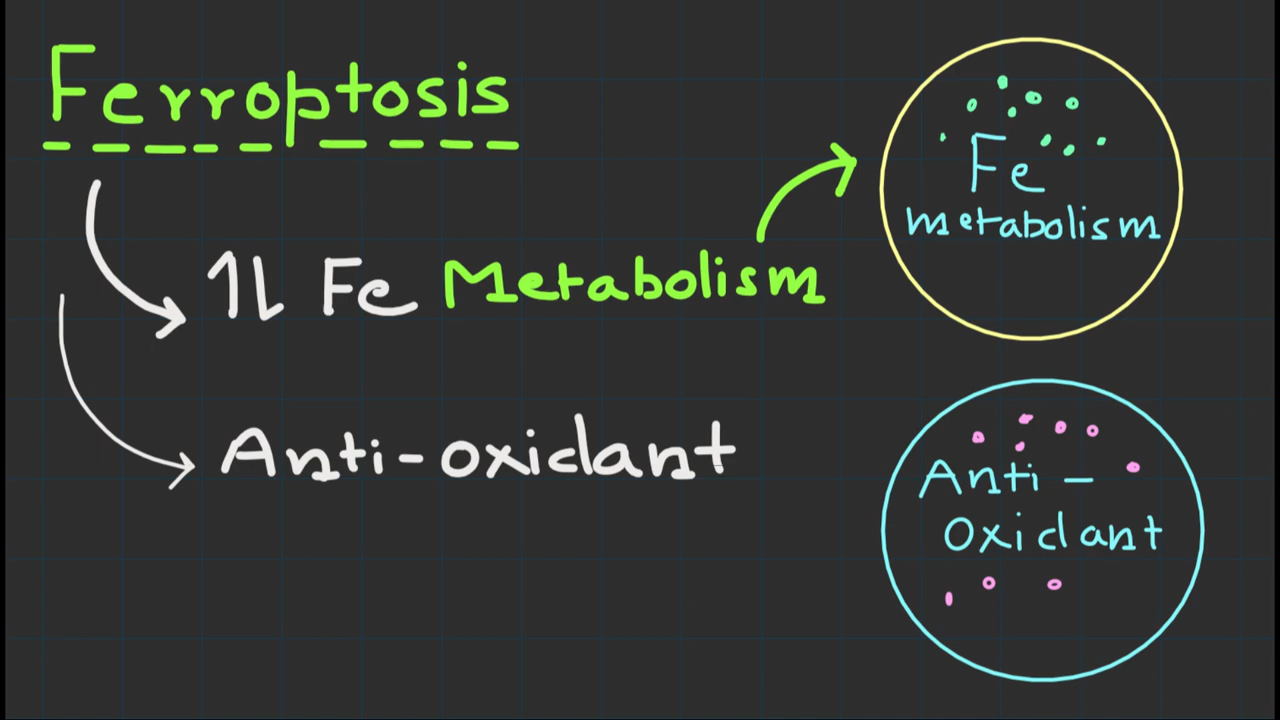 Ferroptosis
↿⇂ Fe Metabolism
Anti-oxidant
Fe
metabolism
Anti-
Oxidant